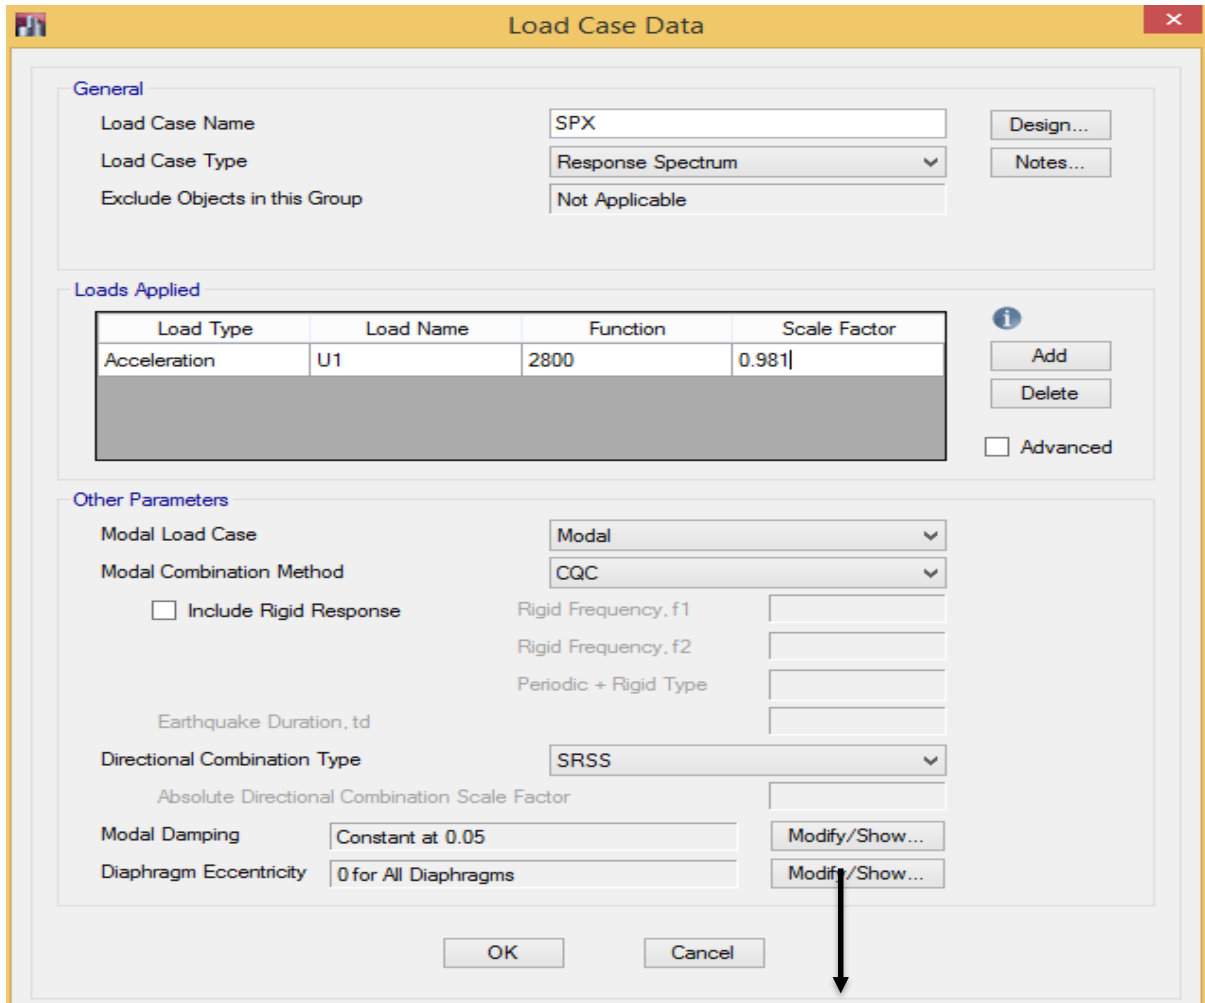 Load Case Data
General
Load Case Name SPX Design...
Load Case Type Response Spectrum Notes...
Exclude Objects in this Group Not Applicable
Loads Applied
Load Type Load Name Function Scale Factor
Acceleration U1 2800 0.981
Add
Delete
Advanced
Other Parameters
Modal Load Case Modal
Modal Combination Method CQC
Include Rigid Response Rigid Frequency, f1
Rigid Frequency, f2
Periodic + Rigid Type
Earthquake Duration, td
Directional Combination Type SRSS
Absolute Directional Combination Scale Factor
Modal Damping Constant at 0.05 Modify/Show...
Diaphragm Eccentricity 0 for All Diaphragms Modify/Show...
OK Cancel